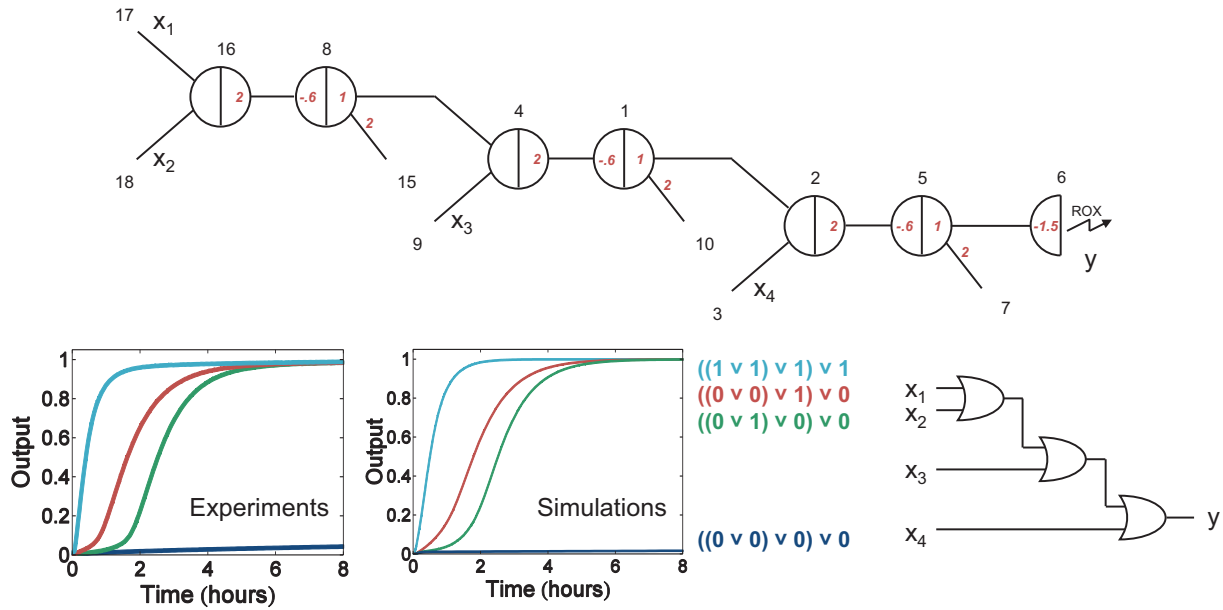 17
x1
16
8
2
-.6
1
2
x2
18
15
4
1
2
-.6
1
2
x3
9
10
2
5
6
2
-.6
1
2
-1.5
ROX
y
x4
3
7
1
0.8
0.6
0.4
0.2
0
Output
Experiments
0 2 4 6 8
Time (hours)
1
0.8
0.6
0.4
0.2
0
Output
Simulations
0 2 4 6 8
Time (hours)
((1 ∨ 1) ∨ 1) ∨ 1
((0 ∨ 0) ∨ 1) ∨ 0
((0 ∨ 1) ∨ 0) ∨ 0
((0 ∨ 0) ∨ 0) ∨ 0
x1
x2
x3
x4
y